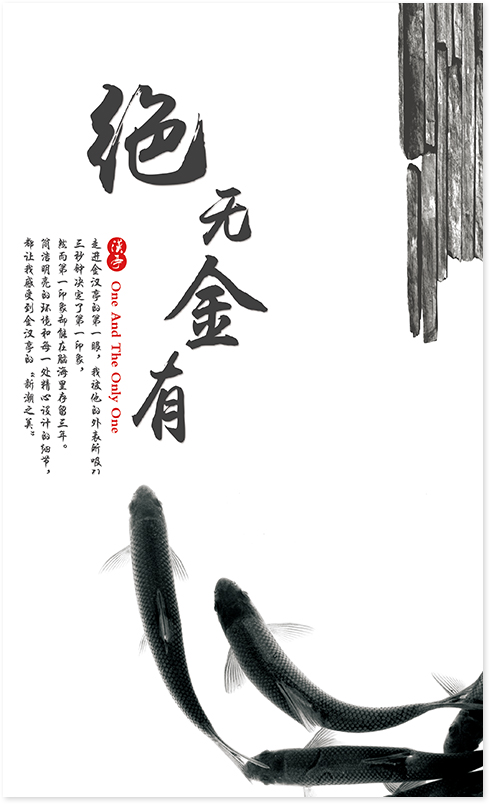 绝
无
金
有
漢亭
One And The Only One
走进金汉亭的第一眼，我被他的外表所吸引
三秒钟决定了第一印象，
然而第一印象却能在脑海里存留三年。
简洁明亮的环境和每一处精心设计的细节，
都让我感受到金汉亭的“新潮之美”